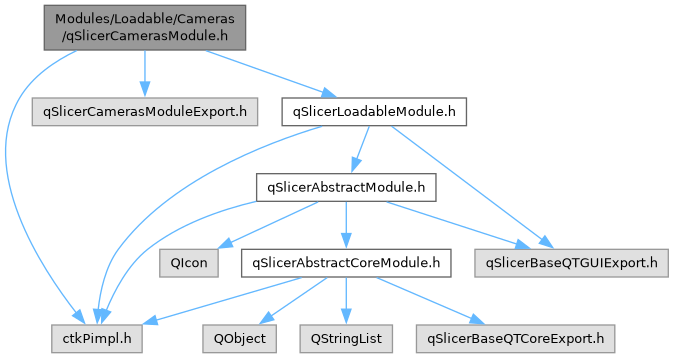 Modules/Loadable/Cameras
/qSlicerCamerasModule.h
qSlicerCamerasModuleExport.h
qSlicerLoadableModule.h
qSlicerAbstractModule.h
QIcon
qSlicerAbstractCoreModule.h
qSlicerBaseQTGUIExport.h
ctkPimpl.h
QObject
QStringList
qSlicerBaseQTCoreExport.h